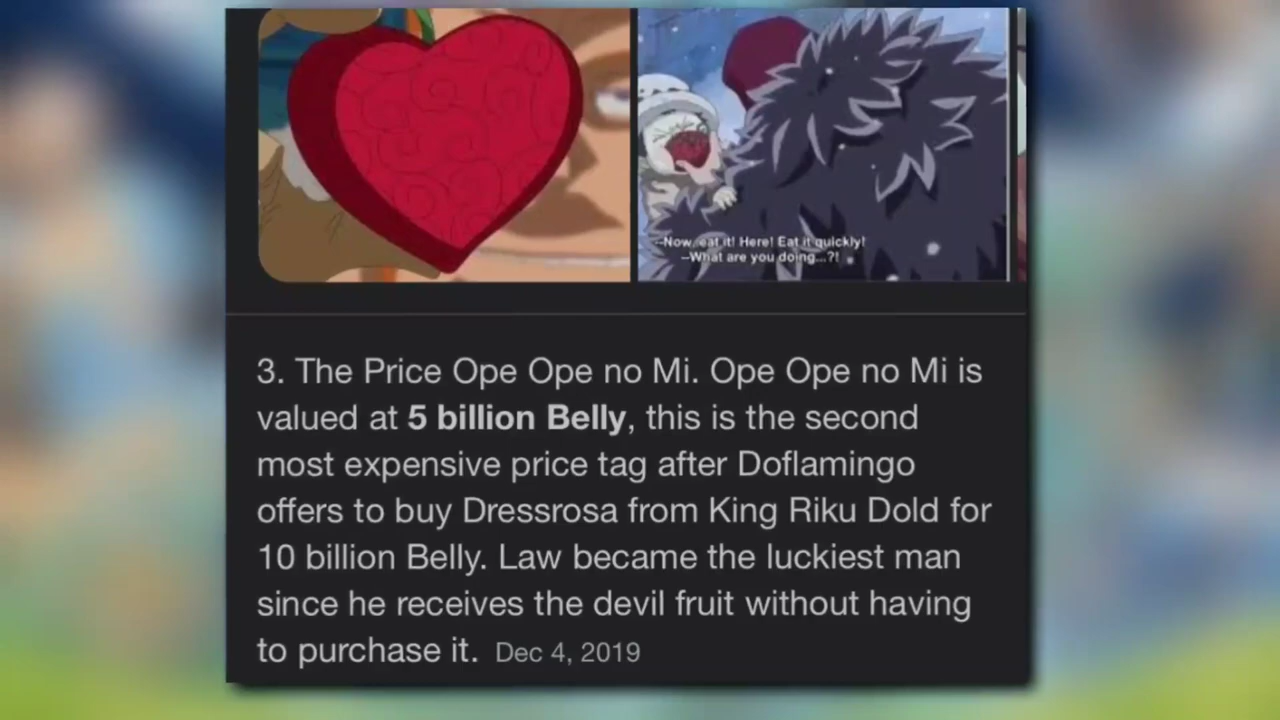 –Now, eat it! Here! Eat it quickly!
–What are you doing...?!
3. The Price Ope Ope no Mi. Ope Ope no Mi is
valued at 5 billion Belly, this is the second
most expensive price tag after Doflamingo
offers to buy Dressrosa from King Riku Dold for
10 billion Belly. Law became the luckiest man
since he receives the devil fruit without having
to purchase it. Dec 4, 2019